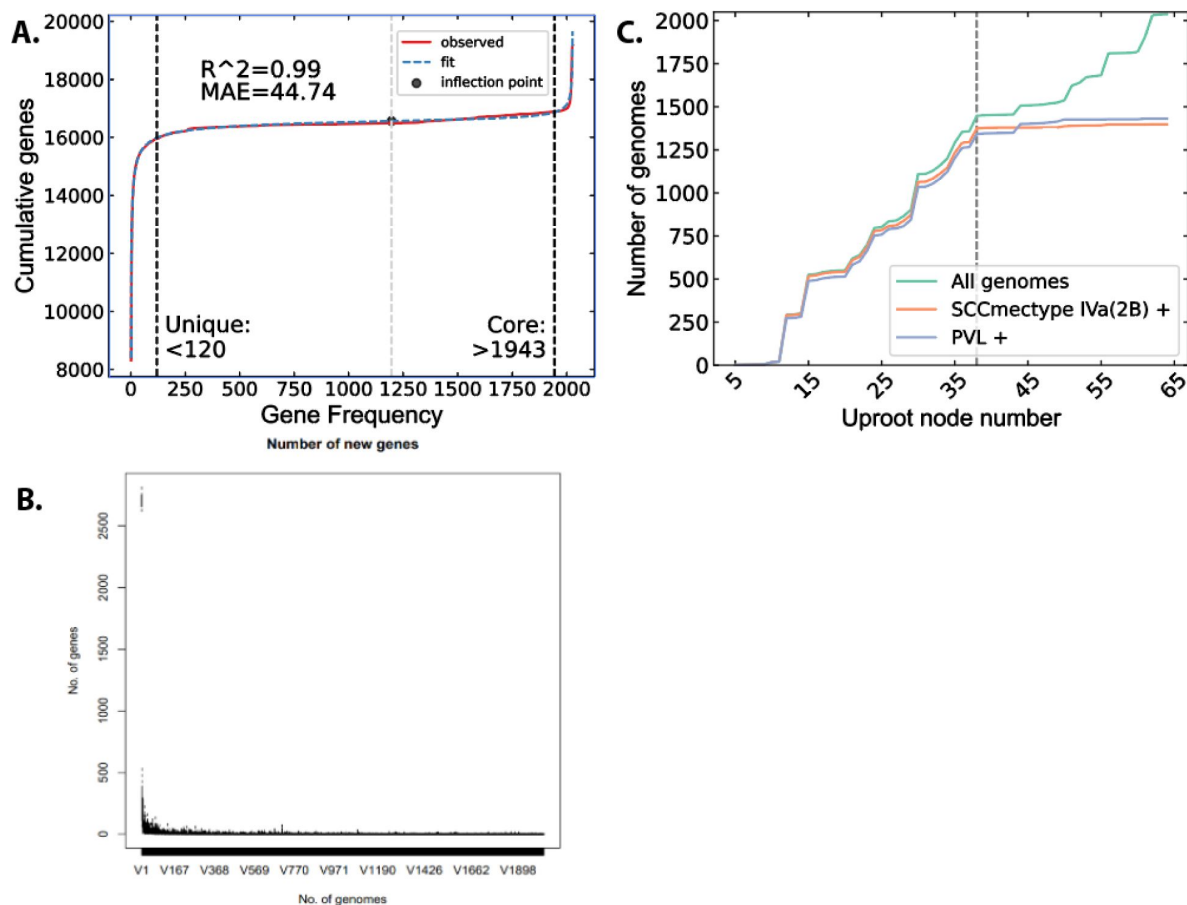 A.
20000
18000
16000
14000
12000
10000
8000
Cumulative genes
R^2=0.99
MAE=44.74
observed
fit
inflection point
Unique:
<120
Core:
>1943
0 250 500 750 1000 1250 1500 1750 2000
Gene Frequency
C.
2000
1750
1500
1250
1000
750
500
250
0
Number of genomes
All genomes
SCCmectype IVa(2B) +
PVL +
5 15 25 35 45 55 65
Uproot node number
B.
Number of new genes
2500
2000
1500
1000
500
0
No. of genes
V1 V167 V368 V569 V770 V971 V1190 V1426 V1662 V1898
No. of genomes